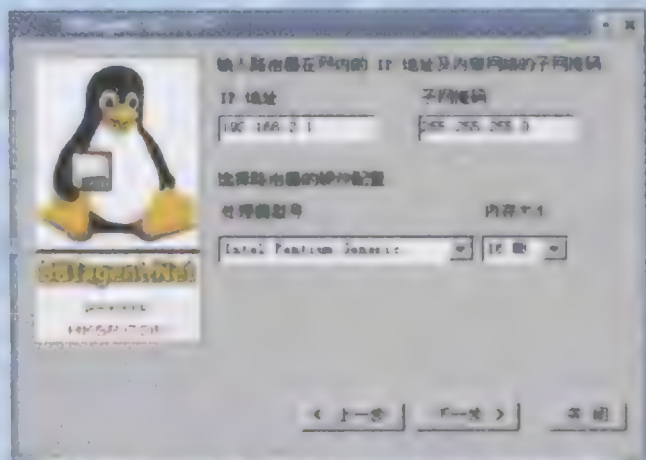 输入路由器在网内的 IP 地址及内部网络的子网掩码
IP 地址
子网掩码
192.168.2.1
255.255.255.0
选择路由器的硬件配置
处理器型号
内存大小
Intel Pentium Generic
16
< 上一步
下一步 >
关闭